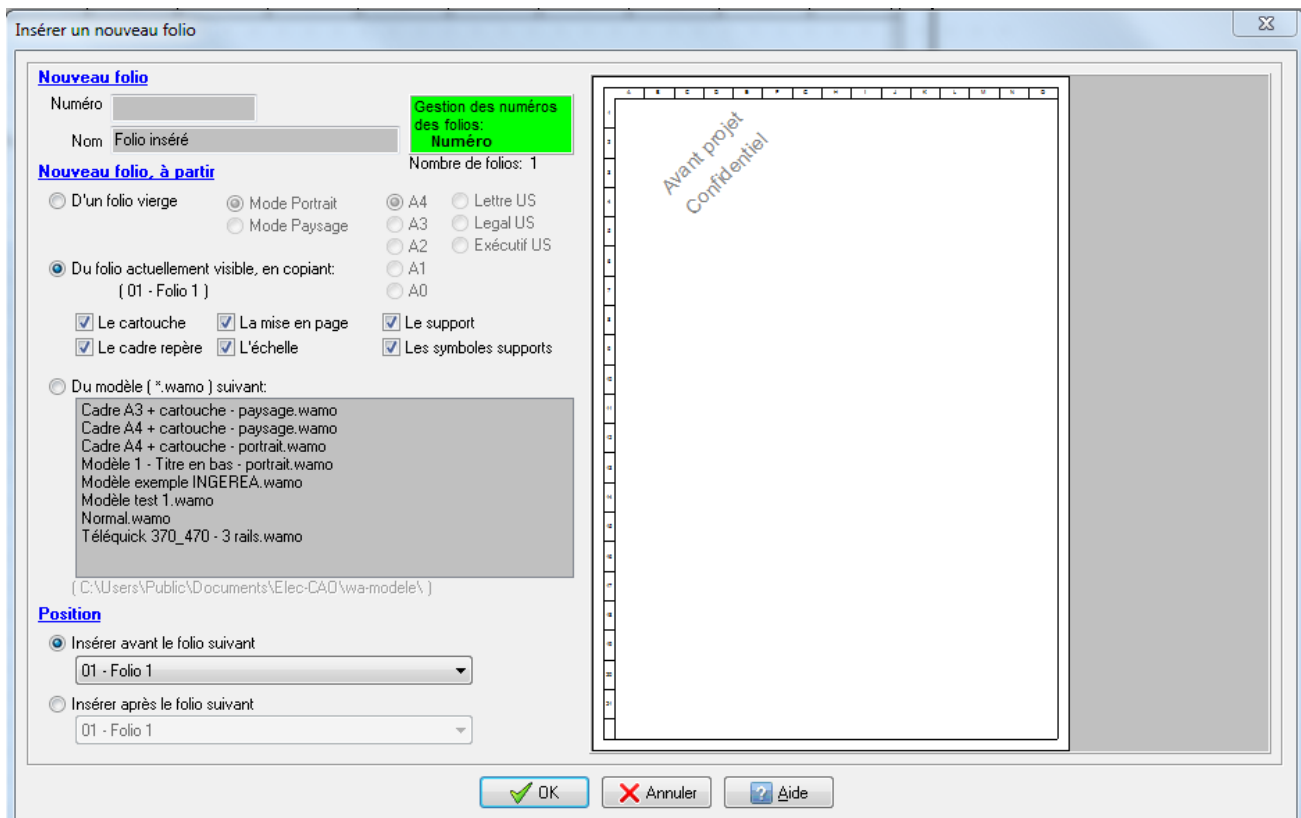 Insérer un nouveau folio
Nouveau folio
Numéro
Nom Folio inséré
Gestion des numéros
des folios:
Numéro
Nombre de folios: 1
Nouveau folio, à partir
D'un folio vierge
Mode Portrait
Mode Paysage
A4
A3
A2
A1
A0
Lettre US
Legal US
Exécutif US
Du folio actuellement visible, en copiant:
( 01 - Folio 1 )
Le cartouche La mise en page Le support
Le cadre repère L'échelle Les symboles supports
Du modèle ( *.wamo ) suivant:
Cadre A3 + cartouche - paysage.wamo
Cadre A4 + cartouche - paysage.wamo
Cadre A4 + cartouche - portrait.wamo
Modèle 1 - Titre en bas - portrait.wamo
Modèle exemple INGEREA.wamo
Modèle test 1.wamo
Normal.wamo
Téléquick 370_470 - 3 rails.wamo
( C:\Users\Public\Documents\Elec-CAO\wa-modele\ )
Position
Insérer avant le folio suivant
01 - Folio 1
Insérer après le folio suivant
01 - Folio 1
Avant projet
Confidentiel
OK Annuler Aide